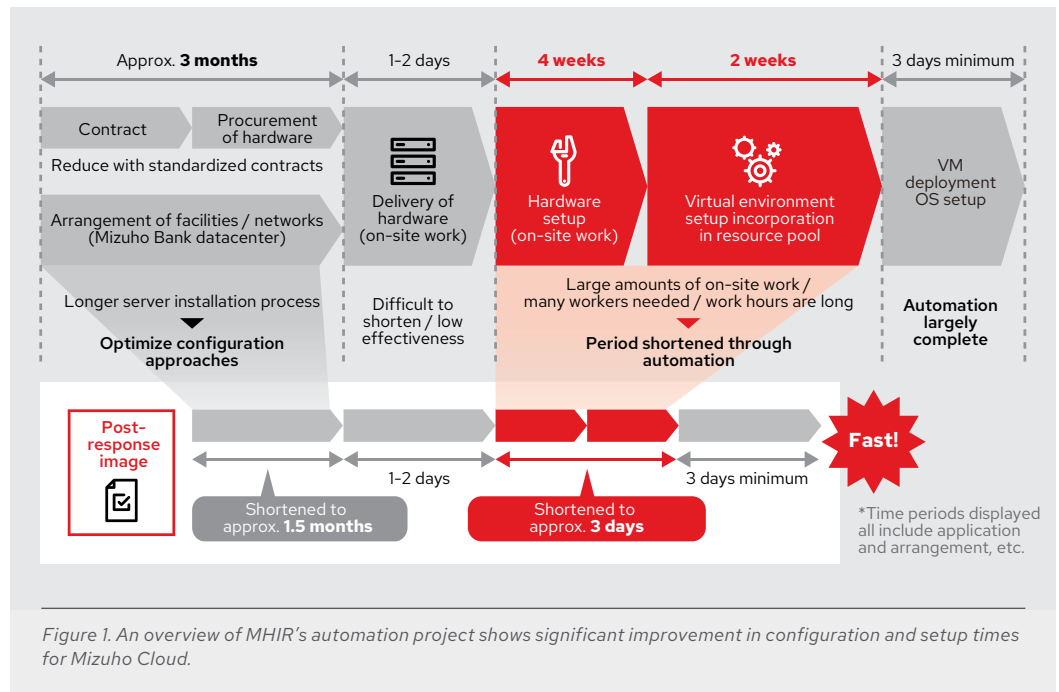 Approx. 3 months
1-2 days
4 weeks
2 weeks
3 days minimum
Contract
Procurement
of hardware
Reduce with standardized contracts
Arrangement of facilities / networks
(Mizuho Bank datacenter)
Delivery of
hardware
(on-site work)
Hardware
setup
(on-site work)
Virtual environment
setup incorporation
in resource pool
VM
deployment
OS setup
Longer server installation process
Optimize configuration
approaches
Difficult to
shorten / low
effectiveness
Large amounts of on-site work /
many workers needed / work hours are long
Period shortened through
automation
Automation
largely
complete
Post-
response
image
1-2 days
3 days minimum
Shortened to
approx. 1.5 months
Shortened to
approx. 3 days
Fast!
*Time periods displayed
all include application
and arrangement, etc.
Figure 1. An overview of MHIR's automation project shows significant improvement in configuration and setup times
for Mizuho Cloud.